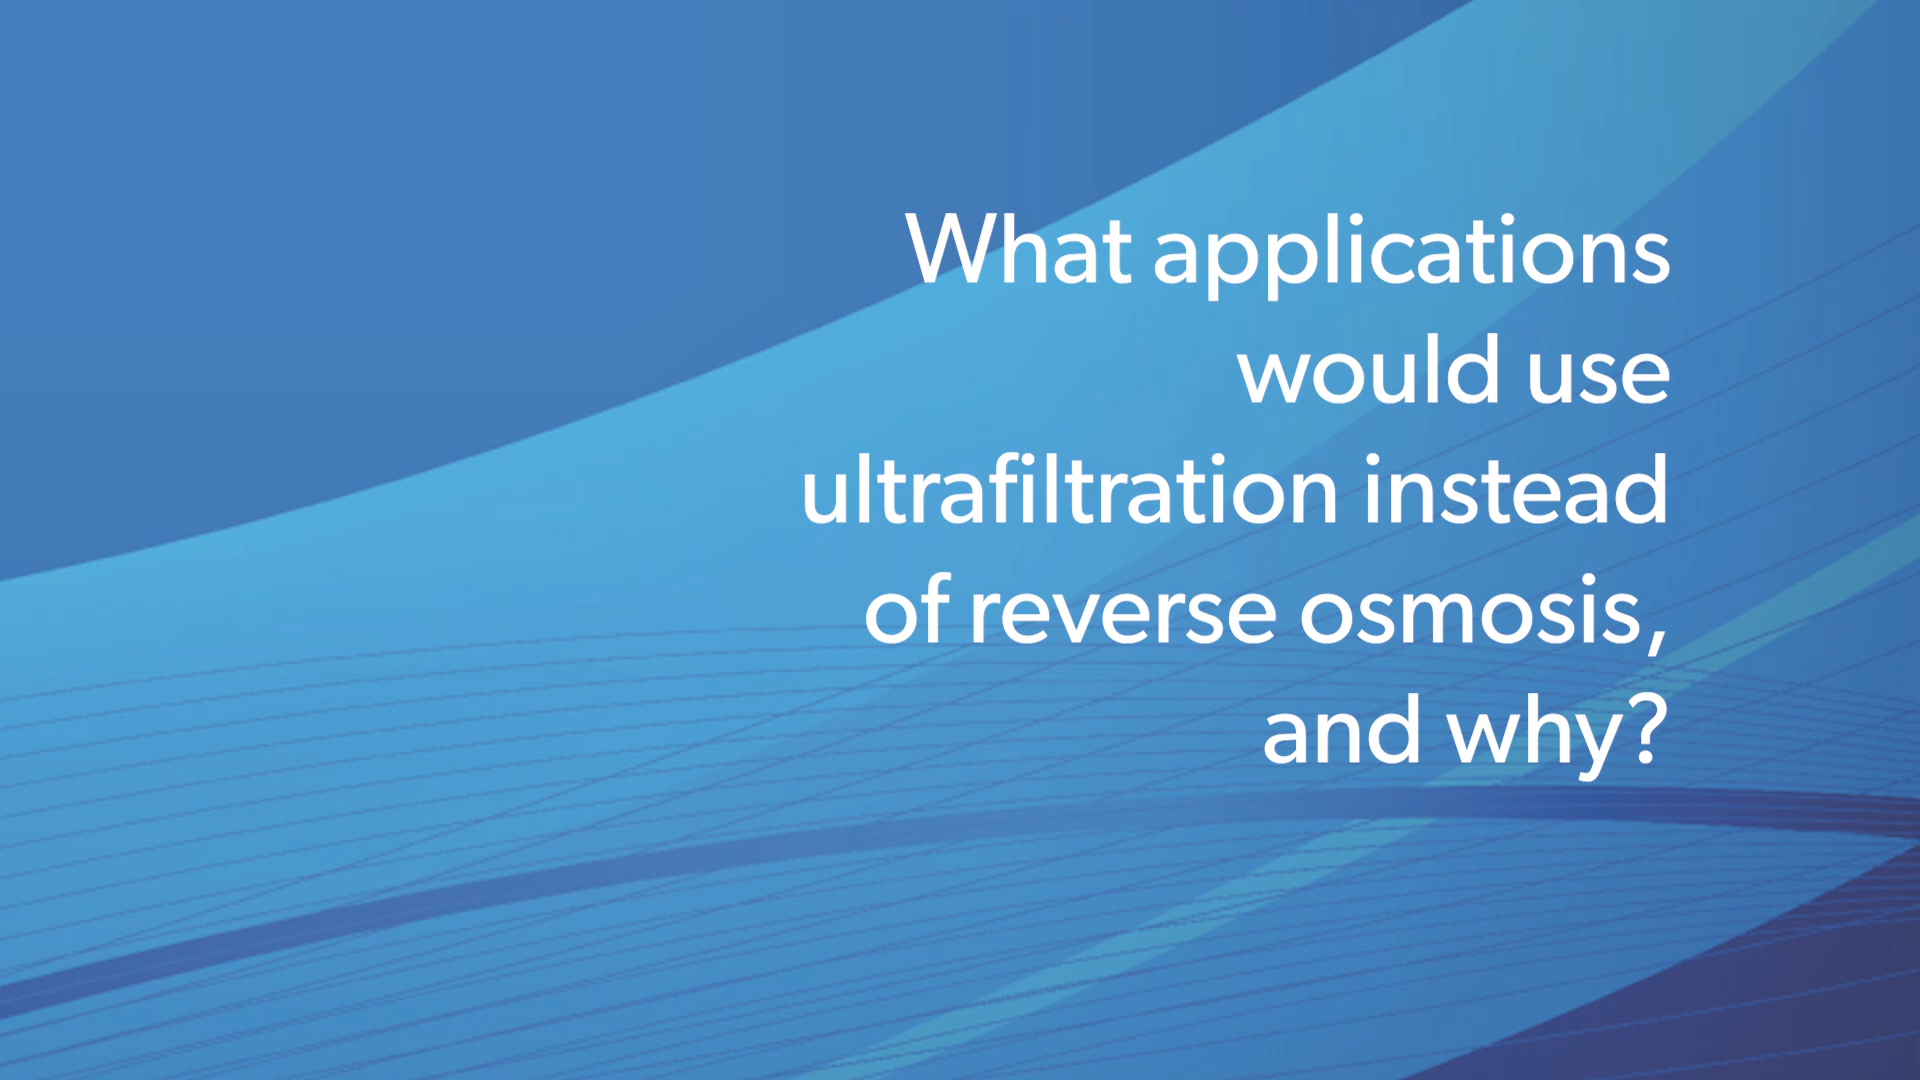 What applications
would use
ultrafiltration instead
of reverse osmosis,
and why?